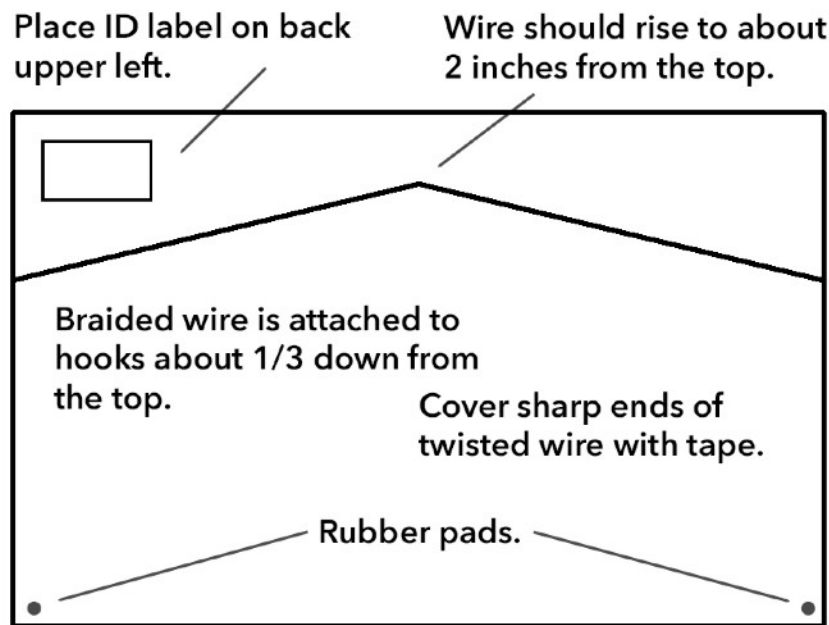 Place ID label on back
upper left.
Wire should rise to about
2 inches from the top.
Braided wire is attached to
hooks about 1/3 down from
the top.
Cover sharp ends of
twisted wire with tape.
Rubber pads.